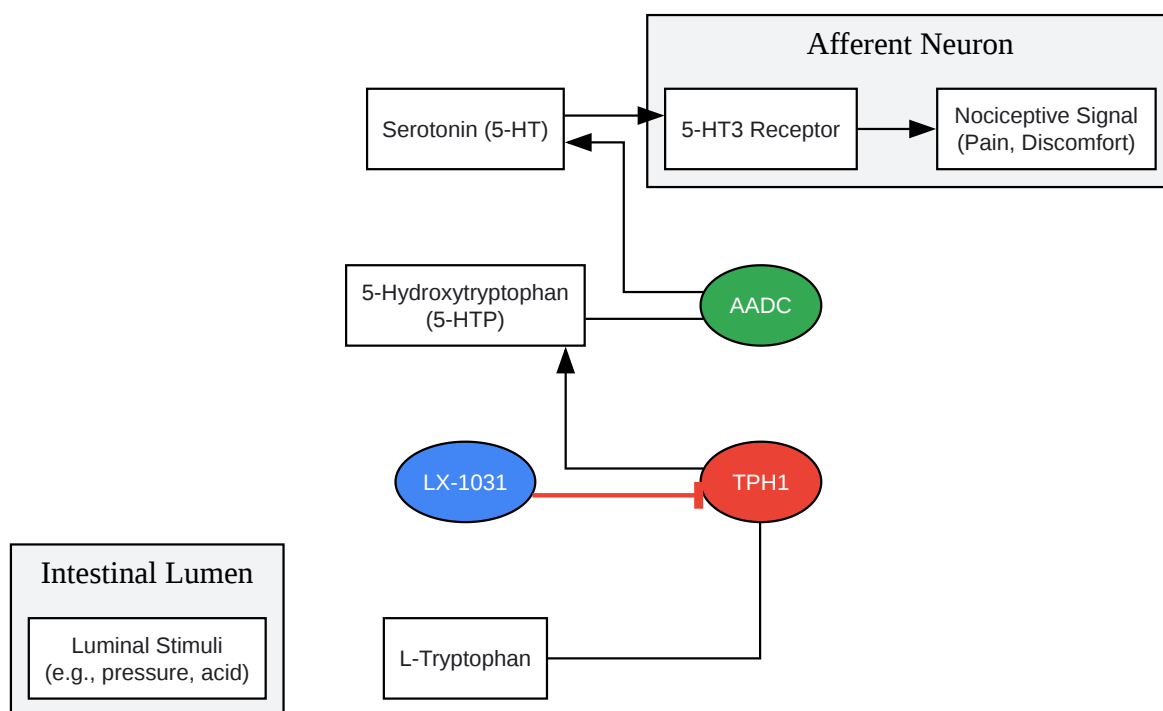 Afferent Neuron
Serotonin (5-HT)
5-HT3 Receptor
Nociceptive Signal
(Pain, Discomfort)
5-Hydroxytryptophan
(5-HTP)
AADC
LX-1031
TPH1
Intestinal Lumen
Luminal Stimuli
(e.g., pressure, acid)
L-Tryptophan